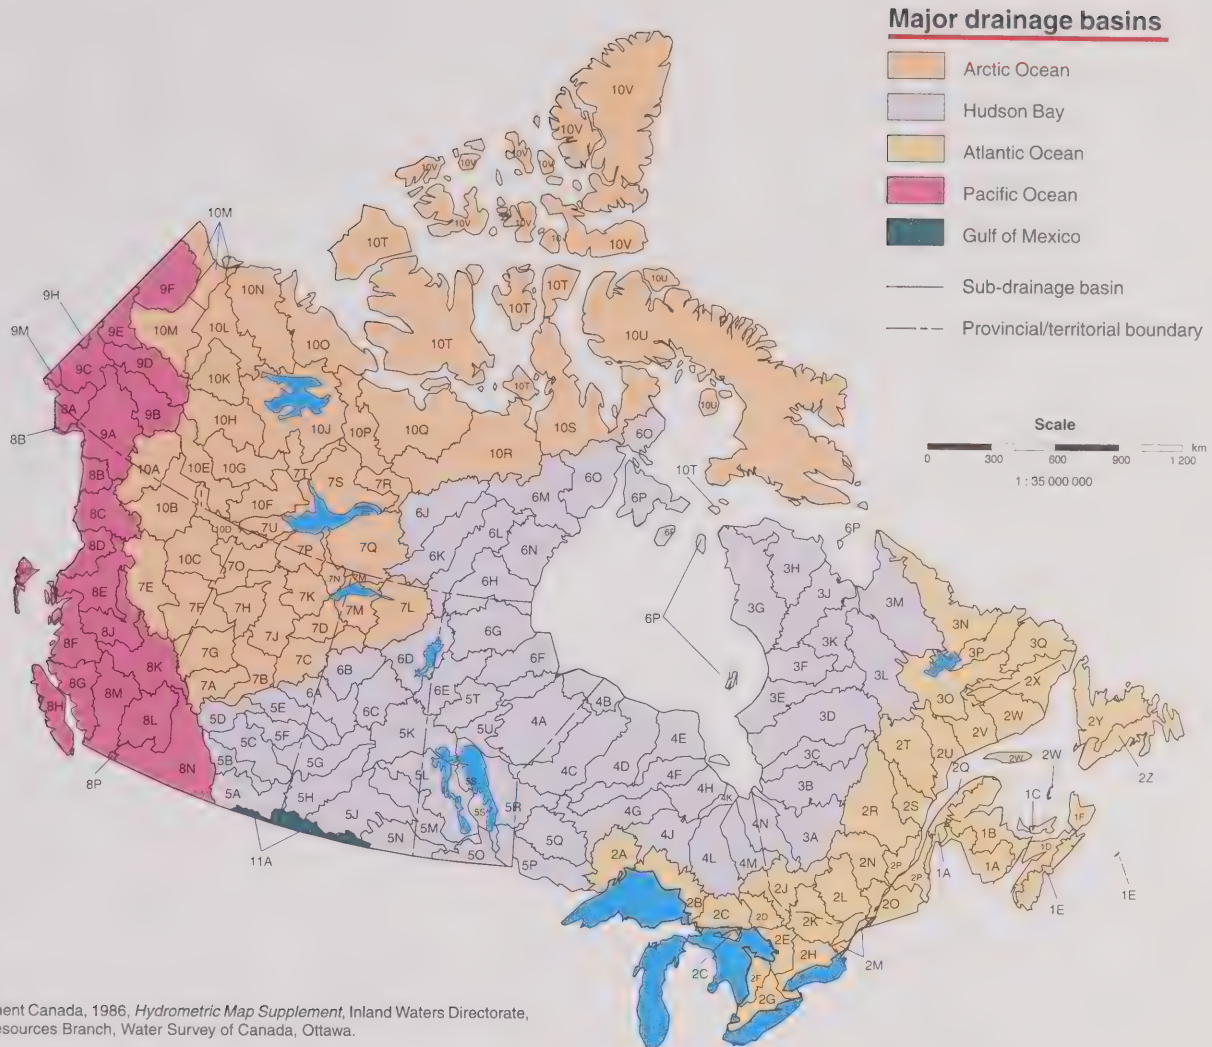 Major drainage basins
Arctic Ocean
Hudson Bay
Atlantic Ocean
Pacific Ocean
Gulf of Mexico
Sub-drainage basin
Provincial/territorial boundary
Scale
0 300 600 900 1 200 km
1 : 35 000 000
10V
10V
10V
10V
10V
10V
10V
10V
10V
10T
10M
10U
10T
10T
9F
10N
9H
10T
10U
9M
9E
10M
10L
10O
10T
9C
9D
10K
10T
10U
8A
9B
10H
10J
10P
10Q
10S
6O
8B
9A
10R
10T
8B
10A
10E
10G
7T
7S
7R
6O
6M
6P
8C
10B
10F
6J
6P
8D
10D
7U
6L
6P
10C
7O
7P
7Q
6K
6N
3H
7E
7N
7M
6H
3J
3M
8E
7F
7H
7K
7M
7L
3G
6P
3N
8F
8J
7J
7D
6G
3K
3P
3Q
8K
7G
7C
6B
6D
6F
3F
3L
2X
8G
8M
7A
7B
6A
6E
5T
4B
3E
3O
2W
2Y
8H
8L
5D
5E
6C
4A
3D
2V
5C
5F
5K
5U
4E
2T
2U
8N
5B
5G
4C
4D
3C
2Q
2W
2W
2Z
8P
5A
5H
5L
5S
5R
4F
4H
4K
3B
1C
5J
5S
4G
2R
2S
1F
11A
5N
5M
5Q
4J
4N
3A
1B
1D
5O
5P
2A
4L
4M
2N
2P
1A
1A
2P
1E
1E
2J
2L
2O
2B
2C
2D
2K
2E
2H
2M
2C
2F
2G
ent Canada, 1986, Hydrometric Map Supplement, Inland Waters Directorate,
esources Branch, Water Survey of Canada, Ottawa.